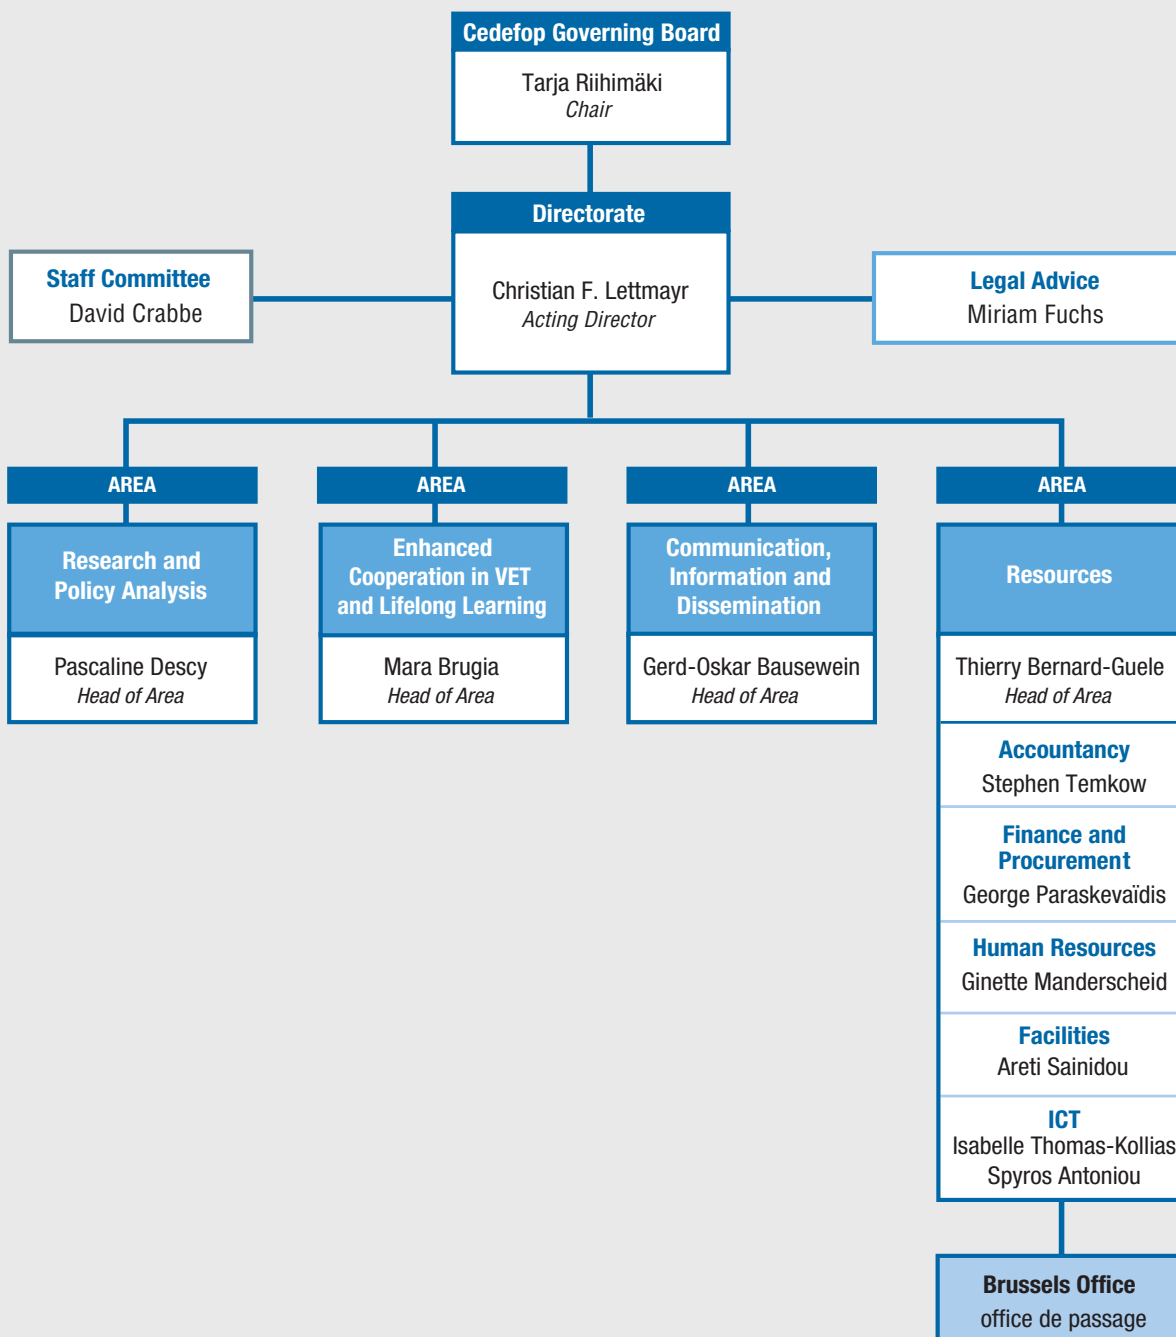 Cedefop Governing Board
Tarja Riihimäki
Chair
Directorate
Christian F. Lettmayr
Acting Director
Staff Committee
David Crabbe
Legal Advice
Miriam Fuchs
AREA
Research and
Policy Analysis
Pascaline Descy
Head of Area
AREA
Enhanced
Cooperation in VET
and Lifelong Learning
Mara Brugia
Head of Area
AREA
Communication,
Information and
Dissemination
Gerd-Oskar Bausewein
Head of Area
AREA
Resources
Thierry Bernard-Guele
Head of Area
Accountancy
Stephen Temkow
Finance and
Procurement
George Paraskevaïdis
Human Resources
Ginette Manderscheid
Facilities
Areti Sainidou
ICT
Isabelle Thomas-Kollias
Spyros Antoniou
Brussels Office
office de passage